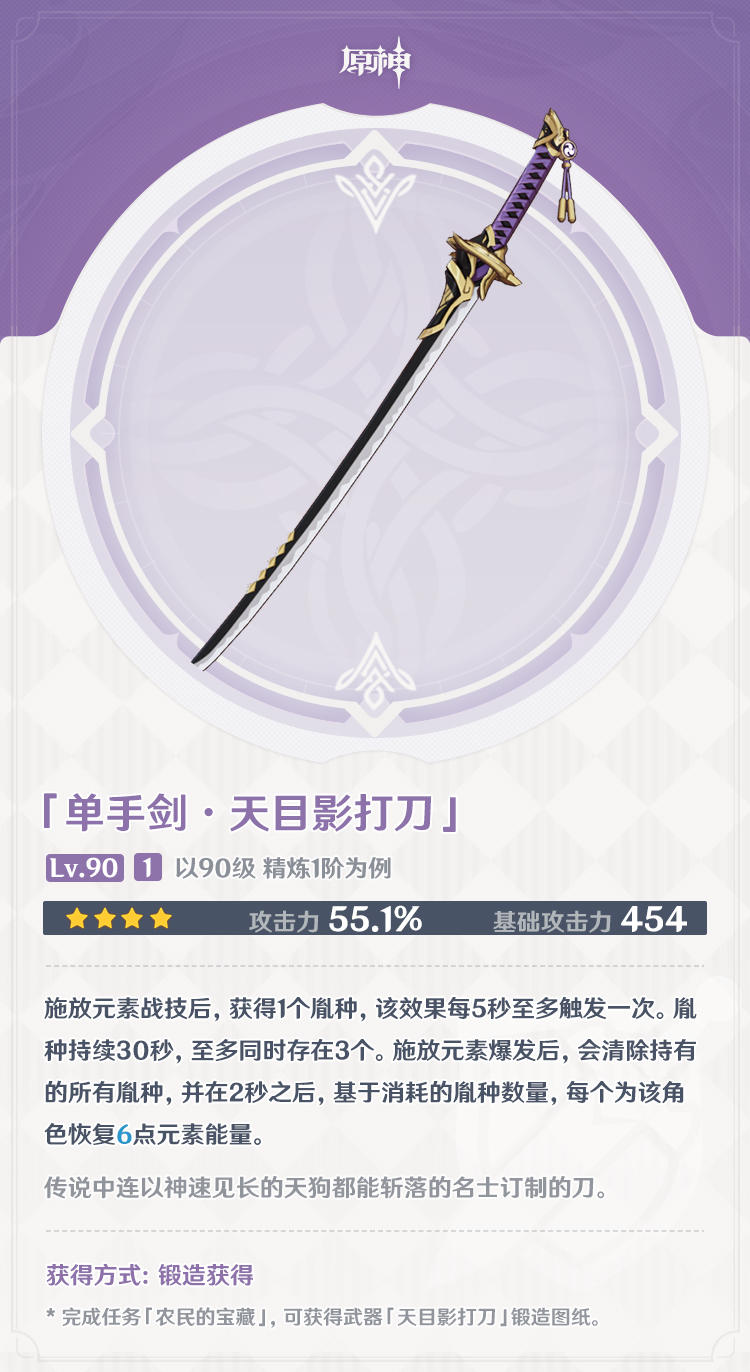 原神
「单手剑·天目影打刀」
Lv.90 1 以90级 精炼1阶为例
★★★★ 攻击力 55.1% 基础攻击力 454
施放元素战技后,获得1个胤种,该效果每5秒至多触发一次。胤
种持续30秒,至多同时存在3个。施放元素爆发后,会清除持有
的所有胤种,并在2秒之后,基于消耗的胤种数量,每个为该角
色恢复6点元素能量。
传说中连以神速见长的天狗都能斩落的名士订制的刀。
获得方式: 锻造获得
* 完成任务「农民的宝藏」,可获得武器「天目影打刀」锻造图纸。